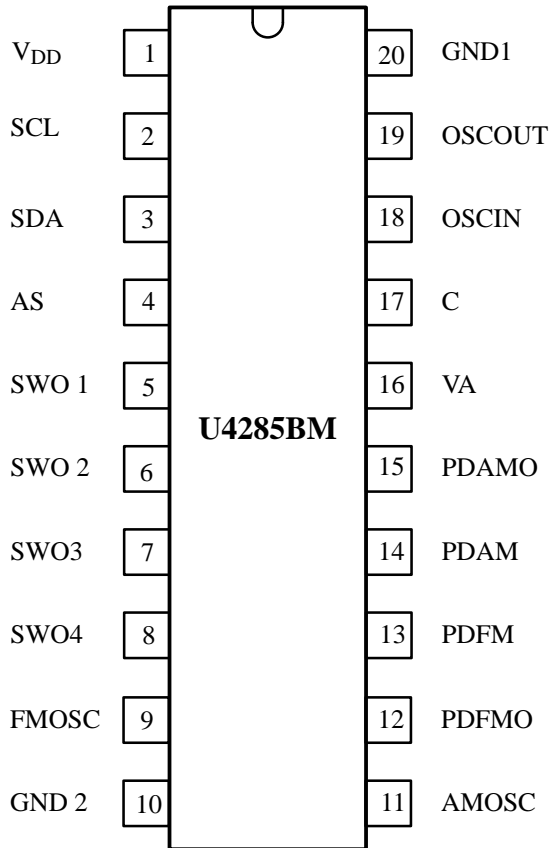 V_DD 1 20 GND1
SCL 2 19 OSCOUT
SDA 3 18 OSCIN
AS 4 17 C
SWO 1 5 16 VA
U4285BM
SWO 2 6 15 PDAMO
SWO3 7 14 PDAM
SWO4 8 13 PDFM
FMOSC 9 12 PDFMO
GND 2 10 11 AMOSC